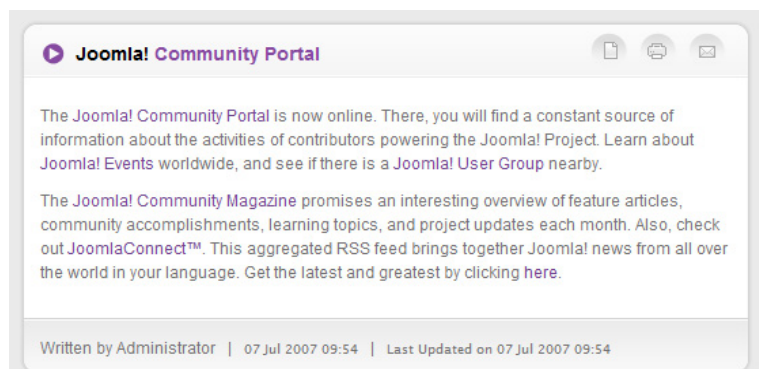 Joomla! Community Portal
The Joomla! Community Portal is now online. There, you will find a constant source of
information about the activities of contributors powering the Joomla! Project. Learn about
Joomla! Events worldwide, and see if there is a Joomla! User Group nearby.
The Joomla! Community Magazine promises an interesting overview of feature articles,
community accomplishments, learning topics, and project updates each month. Also, check
out JoomlaConnect™. This aggregated RSS feed brings together Joomla! news from all over
the world in your language. Get the latest and greatest by clicking here.
Written by Administrator | 07 Jul 2007 09:54 | Last Updated on 07 Jul 2007 09:54